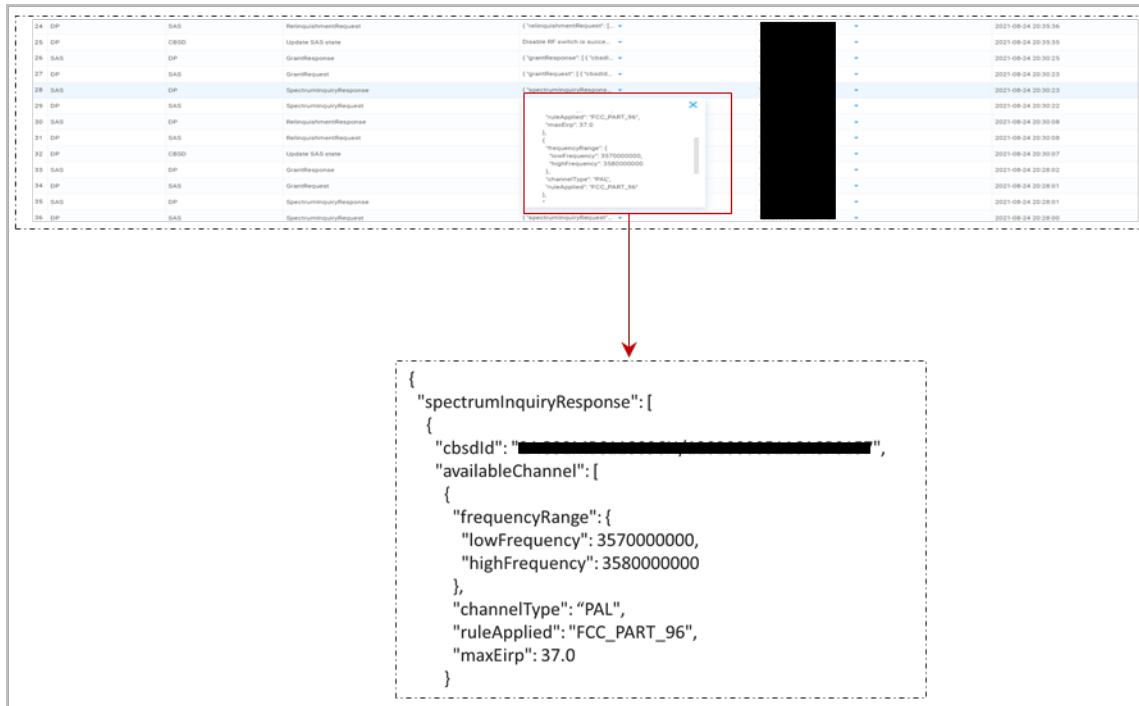 24 DP SAS RelinquishmentRequest { "relinquishmentRequest": [... 2021-08-24 20:35:36
25 DP CBSD Update SAS state Disable RF switch is succe... 2021-08-24 20:35:35
26 SAS DP GrantResponse { "grantResponse": [ { "cbsdI... 2021-08-24 20:30:25
27 DP SAS GrantRequest { "grantRequest": [ { "cbsdId... 2021-08-24 20:30:23
28 SAS DP SpectrumInquiryResponse { "spectrumInquiryRespons... 2021-08-24 20:30:23
29 DP SAS SpectrumInquiryRequest 2021-08-24 20:30:22
30 SAS DP RelinquishmentResponse 2021-08-24 20:30:08
31 DP SAS RelinquishmentRequest 2021-08-24 20:30:08
32 DP CBSD Update SAS state 2021-08-24 20:30:07
33 SAS DP GrantResponse 2021-08-24 20:28:02
34 DP SAS GrantRequest 2021-08-24 20:28:01
35 SAS DP SpectrumInquiryResponse 2021-08-24 20:28:01
36 DP SAS SpectrumInquiryRequest { "spectrumInquiryRequest"... 2021-08-24 20:28:00
"ruleApplied": "FCC_PART_96",
"maxEirp": 37.0
},
{
"frequencyRange": {
"lowFrequency": 3570000000,
"highFrequency": 3580000000
},
"channelType": "PAL",
"ruleApplied": "FCC_PART_96"
},
{
"spectrumInquiryResponse": [
{
"cbsdId": "",
"availableChannel": [
{
"frequencyRange": {
"lowFrequency": 3570000000,
"highFrequency": 3580000000
},
"channelType": “PAL",
"ruleApplied": "FCC_PART_96",
"maxEirp": 37.0
}